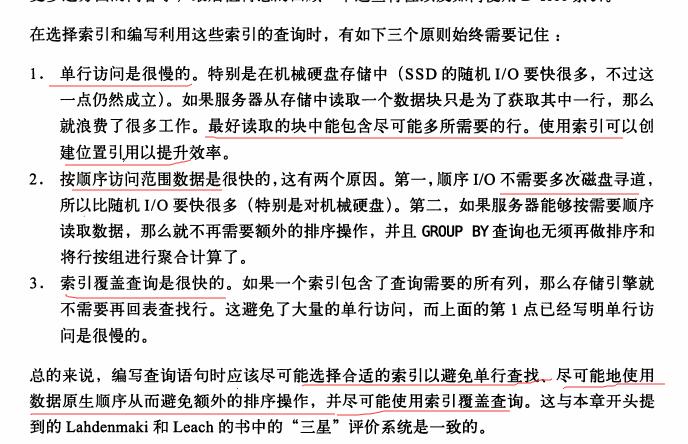 在选择索引和编写利用这些索引的查询时，有如下三个原则始终需要记住：
1. 单行访问是很慢的。特别是在机械硬盘存储中（SSD 的随机 I/O 要快很多，不过这
一点仍然成立）。如果服务器从存储中读取一个数据块只是为了获取其中一行，那么
就浪费了很多工作。最好读取的块中能包含尽可能多所需要的行。使用索引可以创
建位置引用以提升效率。
2. 按顺序访问范围数据是很快的，这有两个原因。第一，顺序 I/O 不需要多次磁盘寻道，
所以比随机 I/O 要快很多（特别是对机械硬盘）。第二，如果服务器能够按需要顺序
读取数据，那么就不再需要额外的排序操作，并且 GROUP BY 查询也无须再做排序和
将行按组进行聚合计算了。
3. 索引覆盖查询是很快的。如果一个索引包含了查询需要的所有列，那么存储引擎就
不需要再回表查找行。这避免了大量的单行访问，而上面的第 1 点已经写明单行访
问是很慢的。
总的来说，编写查询语句时应该尽可能选择合适的索引以避免单行查找、尽可能地使用
数据原生顺序从而避免额外的排序操作，并尽可能使用索引覆盖查询。这与本章开头提
到的 Lahdenmaki 和 Leach 的书中的“三星”评价系统是一致的。